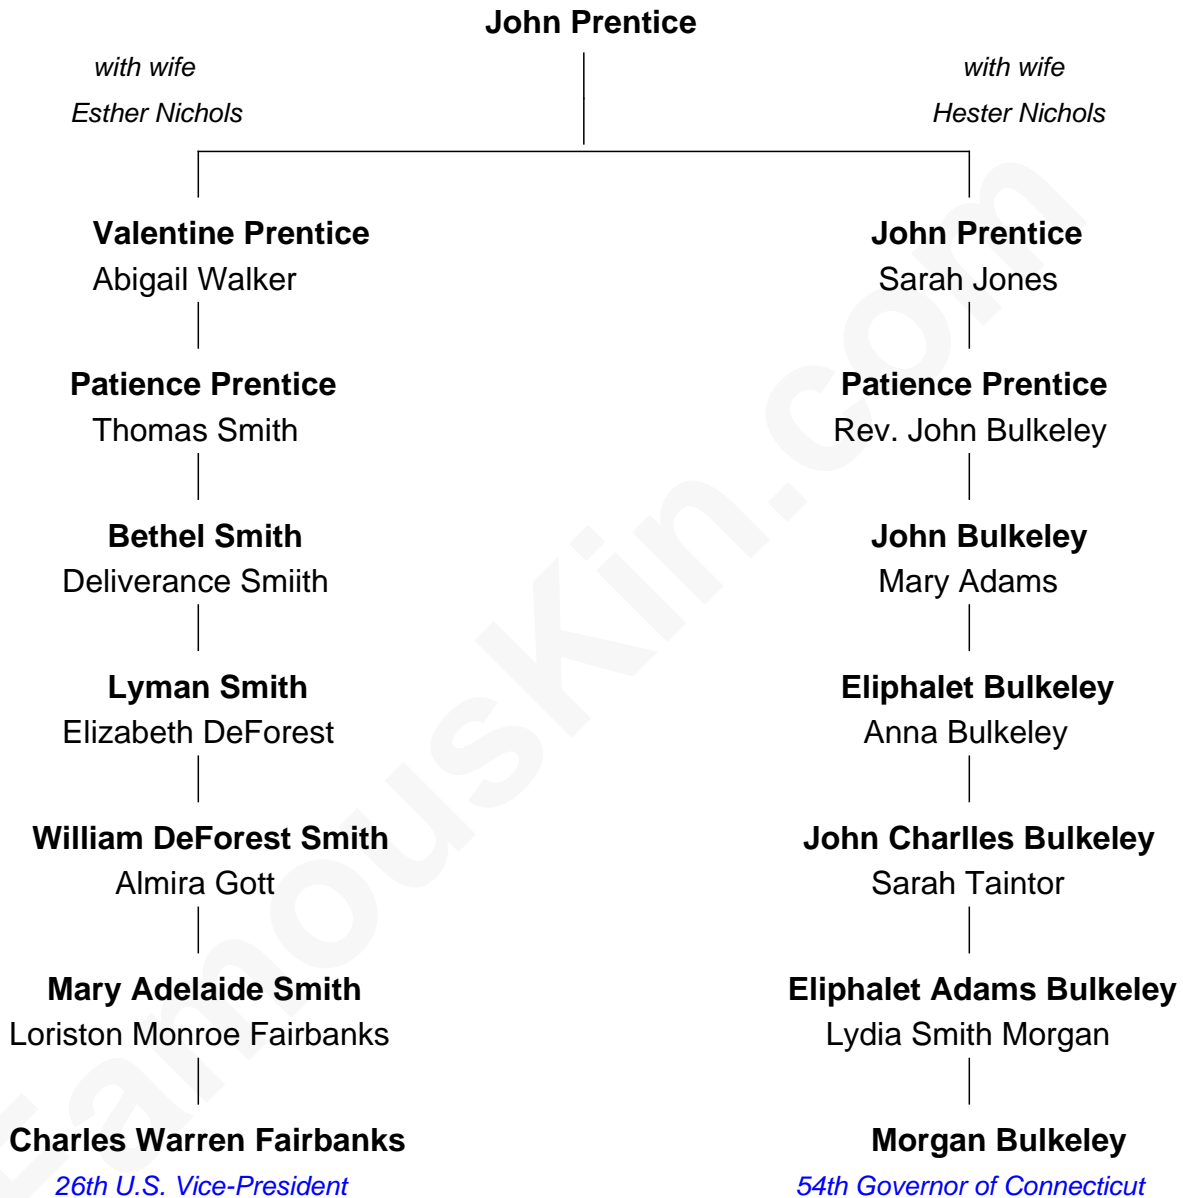 John Prentice
with wife
Esther Nichols
with wife
Hester Nichols
Valentine Prentice
Abigail Walker
John Prentice
Sarah Jones
Patience Prentice
Thomas Smith
Patience Prentice
Rev. John Bulkeley
Bethel Smith
Deliverance Smiith
John Bulkeley
Mary Adams
Lyman Smith
Elizabeth DeForest
Eliphalet Bulkeley
Anna Bulkeley
William DeForest Smith
Almira Gott
John Charlles Bulkeley
Sarah Taintor
Mary Adelaide Smith
Loriston Monroe Fairbanks
Eliphalet Adams Bulkeley
Lydia Smith Morgan
Charles Warren Fairbanks
26th U.S. Vice-President
Morgan Bulkeley
54th Governor of Connecticut
FamousKin.com